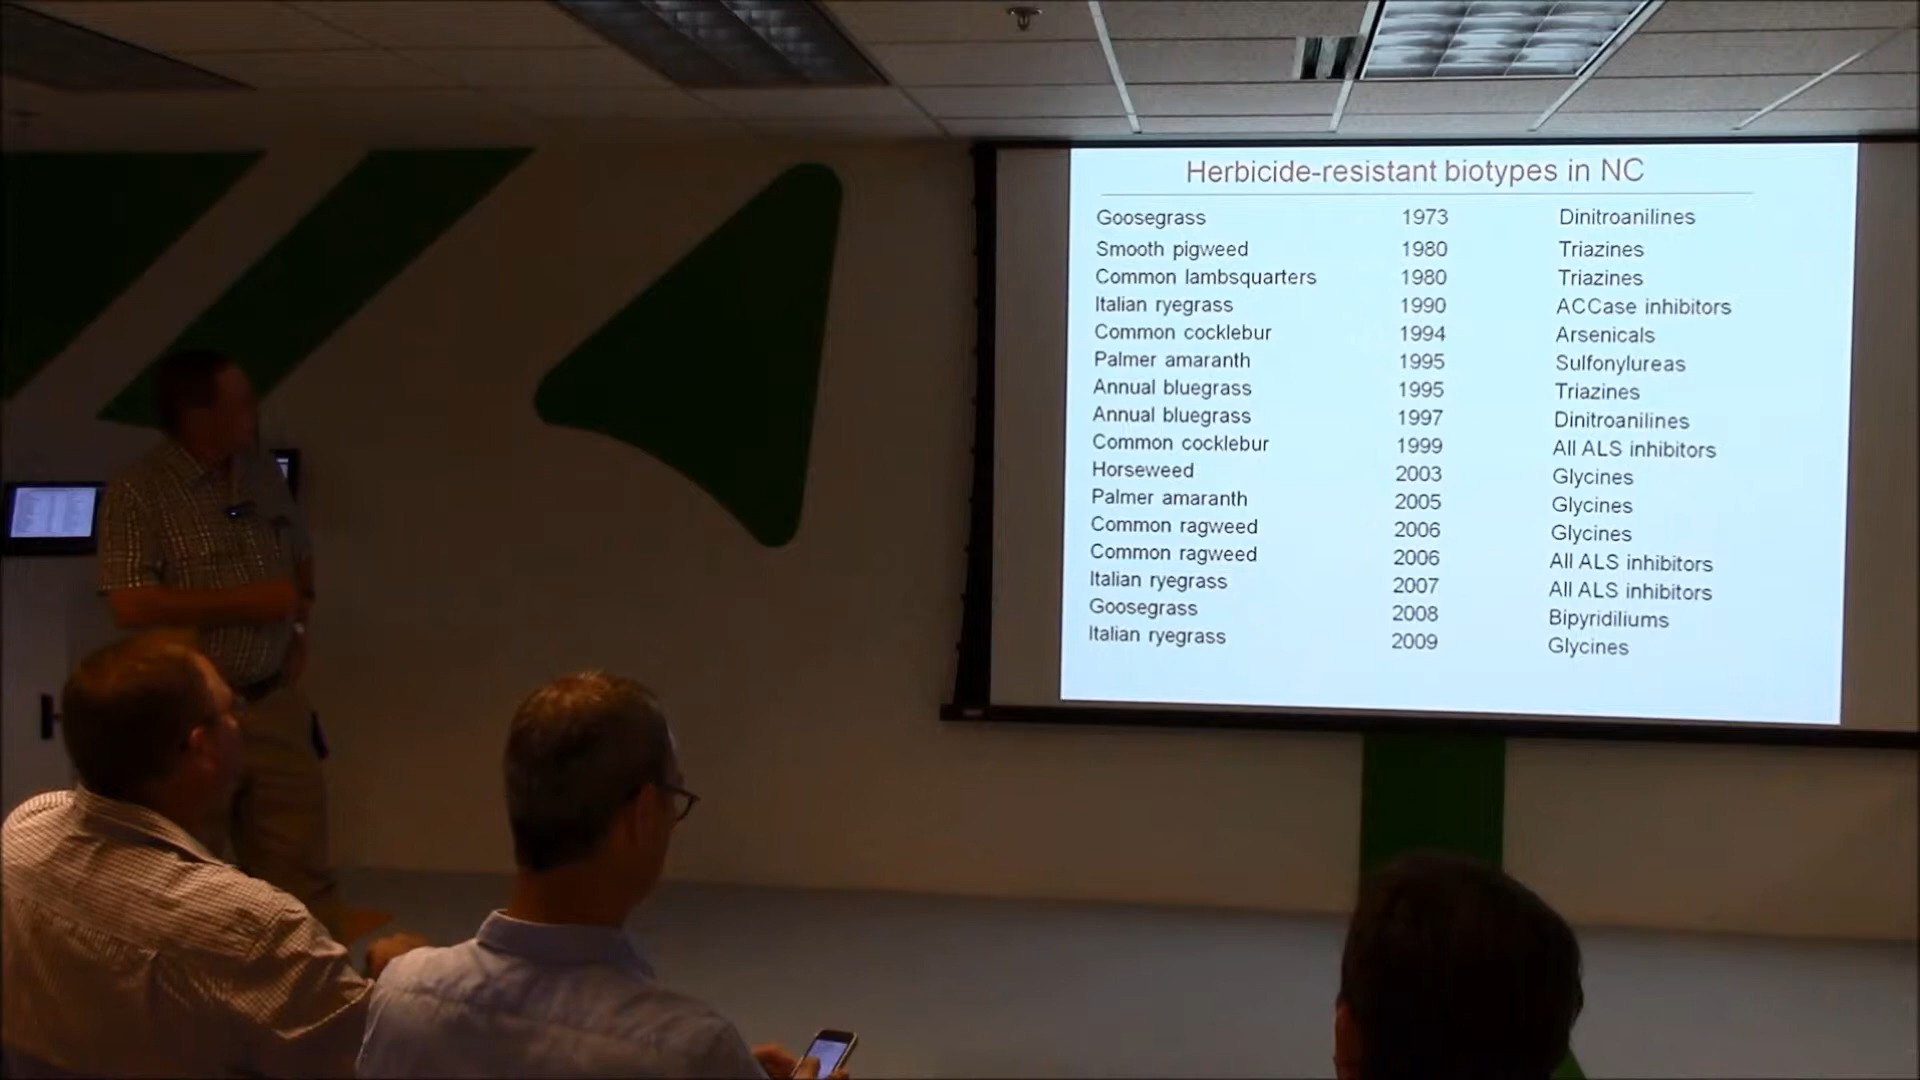 Herbicide-resistant biotypes in NC
Goosegrass 1973 Dinitroanilines
Smooth pigweed 1980 Triazines
Common lambsquarters 1980 Triazines
Italian ryegrass 1990 ACCase inhibitors
Common cocklebur 1994 Arsenicals
Palmer amaranth 1995 Sulfonylureas
Annual bluegrass 1995 Triazines
Annual bluegrass 1997 Dinitroanilines
Common cocklebur 1999 All ALS inhibitors
Horseweed 2003 Glycines
Palmer amaranth 2005 Glycines
Common ragweed 2006 Glycines
Common ragweed 2006 All ALS inhibitors
Italian ryegrass 2007 All ALS inhibitors
Goosegrass 2008 Bipyridiliums
Italian ryegrass 2009 Glycines